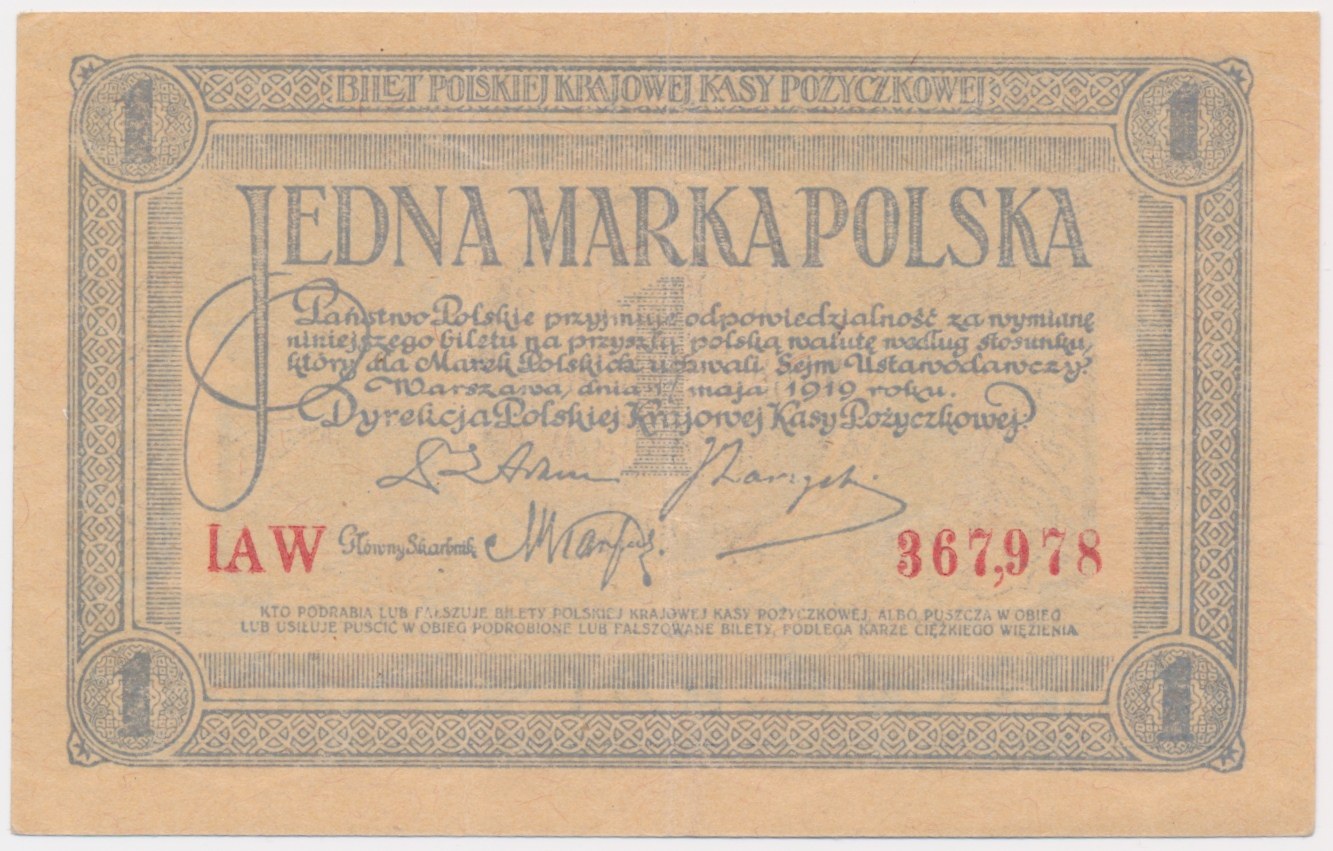 1 BILET POLSKIEJ KRAJOWEJ KASY POŻYCZKOWEJ 1
JEDNA MARKA POLSKA
1
Państwo Polskie przyjmuje odpowiedzialność za wymianę
niniejszego biletu na przyszłą polską walutę według stosunku,
który dla Marek Polskich uchwali Sejm Ustawodawczy.
Warszawa, dnia 17 maja 1919 roku.
Dyrekcja Polskiej Krajowej Kasy Pożyczkowej
IAW Główny Skarbnik 367,978
KTO PODRABIA LUB FAŁSZUJE BILETY POLSKIEJ KRAJOWEJ KASY POŻYCZKOWEJ, ALBO PUSZCZA W OBIEG
LUB USIŁUJE PUŚCIĆ W OBIEG PODROBIONE LUB FAŁSZOWANE BILETY, PODLEGA KARZE CIĘŻKIEGO WIĘZIENIA
1 1